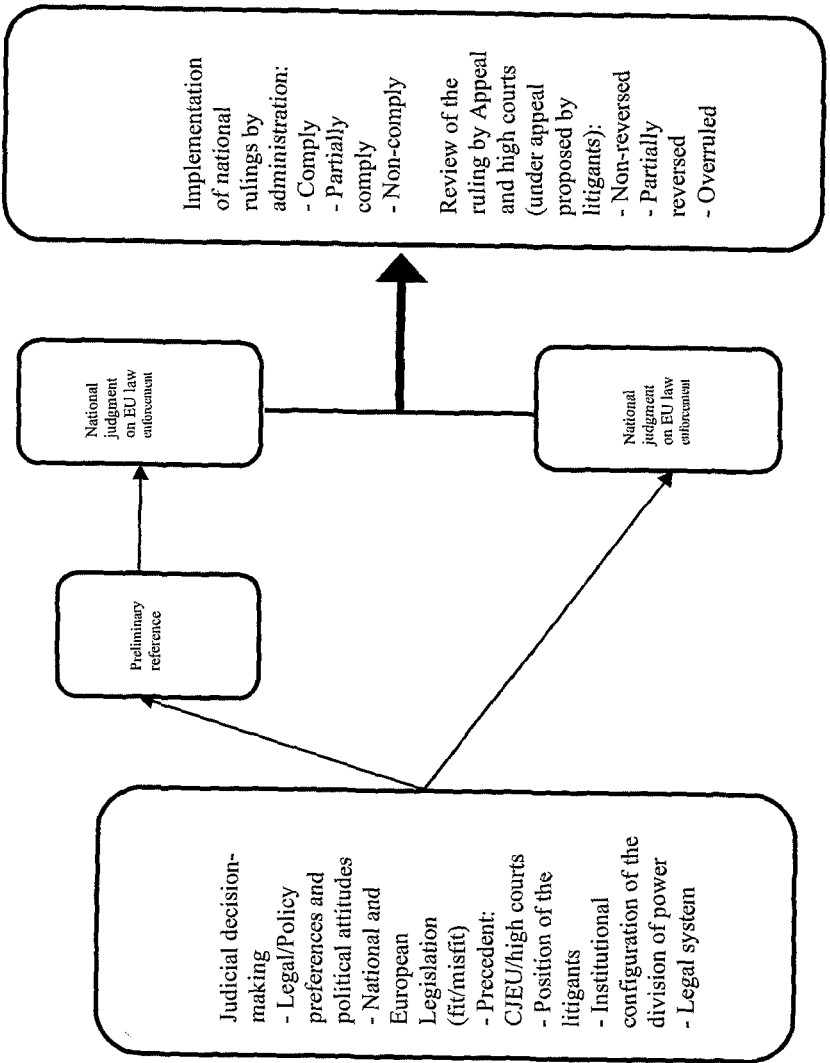 Judicial decision-
making
- Legal/Policy
preferences and
political attitudes
- National and
European
Legislation
(fit/misfit)
- Precedent:
CJEU/high courts
- Position of the
litigants
- Institutional
configuration of the
division of power
- Legal system
Preliminary
reference
National
judgment
on EU law
enforcement
National
judgment
on EU law
enforcement
Implementation
of national
rulings by
administration:
- Comply
- Partially
comply
- Non-comply
Review of the
ruling by Appeal
and high courts
(under appeal
proposed by
litigants):
- Non-reversed
- Partially
reversed
- Overruled